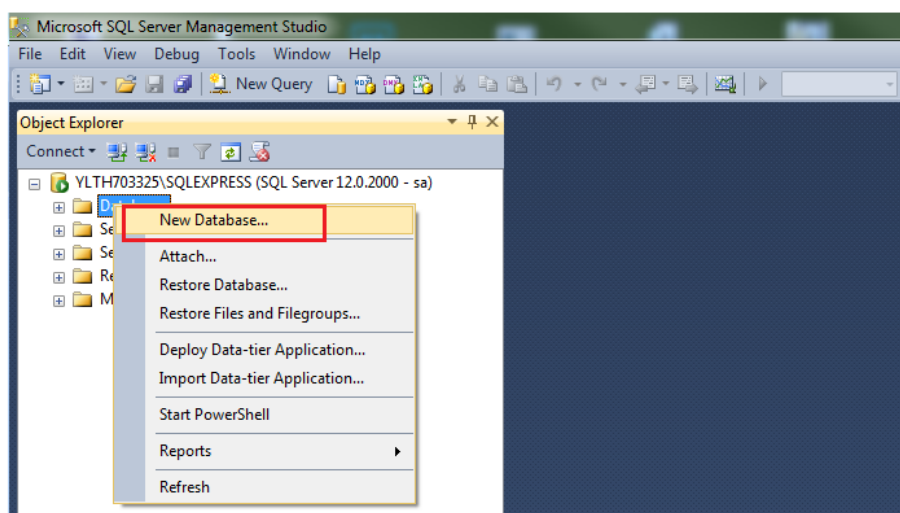 Microsoft SQL Server Management Studio
File Edit View Debug Tools Window Help
New Query
Object Explorer
Connect
YLTH703325\SQLEXPRESS (SQL Server 12.0.2000 - sa)
New Database...
Attach...
Restore Database...
Restore Files and Filegroups...
Deploy Data-tier Application...
Import Data-tier Application...
Start PowerShell
Reports
Refresh